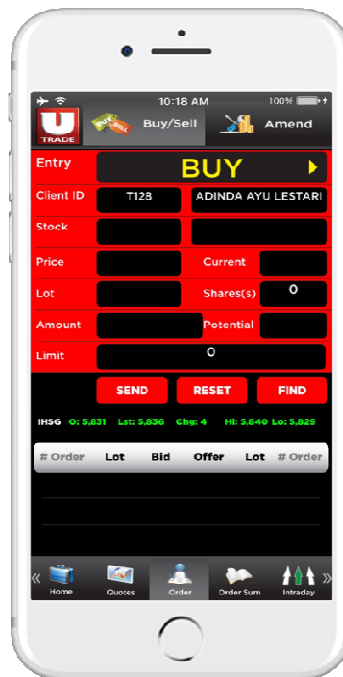 10:18 AM 100%
U TRADE BUY SELL Buy/Sell Amend
Entry BUY
Client ID T128 ADINDA AYU LESTARI
Stock
Price Current
Lot Shares(s) 0
Amount Potential
Limit 0
SEND RESET FIND
IHSG O: 5,831 Lst: 5,836 Chg: 4 Hi: 5,840 Lo: 5,829
# Order Lot Bid Offer Lot # Order
« Home Quotes Order Order Sum Intraday »